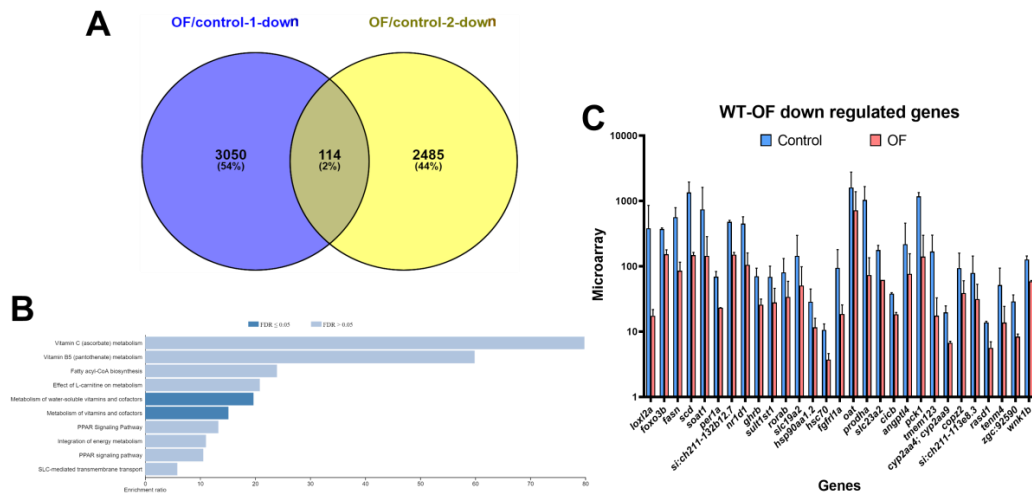 A
OF/control-1-down
OF/control-2-down
3050
(54%)
114
(2%)
2485
(44%)
B
FDR ≤ 0.05
FDR > 0.05
Vitamin C (ascorbate) metabolism
Vitamin B5 (pantothenate) metabolism
Fatty acyl-CoA biosynthesis
Effect of L-carnitine on metabolism
Metabolism of water-soluble vitamins and cofactors
Metabolism of vitamins and cofactors
PPAR Signaling Pathway
Integration of energy metabolism
PPAR signaling pathway
SLC-mediated transmembrane transport
0
10
20
30
40
50
60
70
80
Enrichment ratio
C
WT-OF down regulated genes
Control
OF
Microarray
10000
1000
100
10
1
loxl2a
foxo3b
fasn
scd
soat1
per1a
si:ch211-132b12.7
nr1d1
ghrb
sult1st1
rorab
slc19a2
hsp90aa1.2
hsc70
fgfrl1a
oat
prodha
slc23a2
cicb
angptl4
pck1
tmem123
cyp2aa4; cyp2aa9
copz2
si:ch211-113e8.3
rasd1
tenm4
zgc:92590
wnk1b
Genes